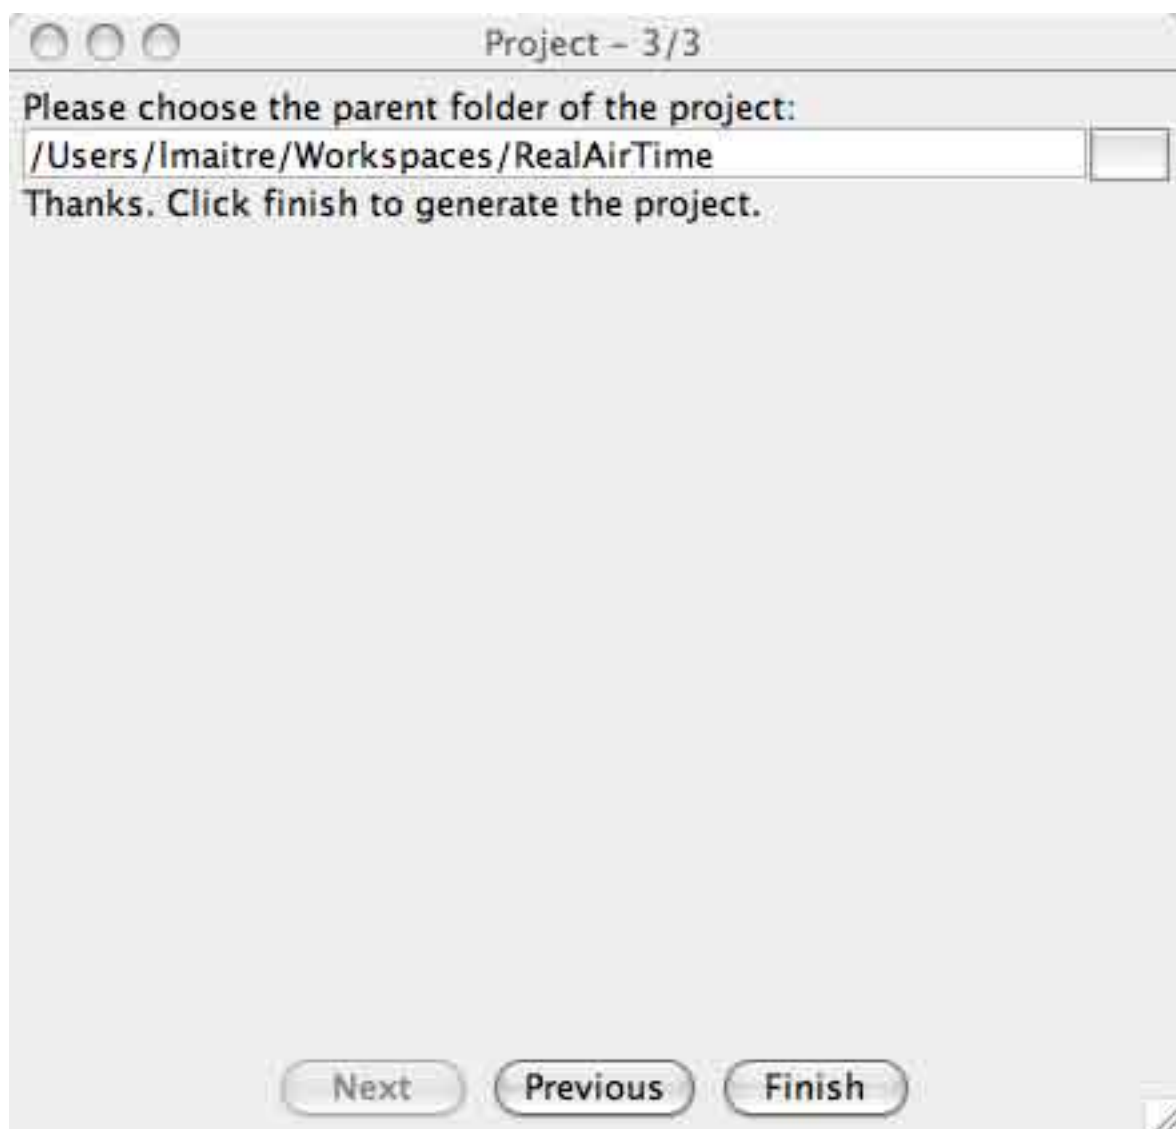 Project – 3/3
Please choose the parent folder of the project:
/Users/lmaitre/Workspaces/RealAirTime
Thanks. Click finish to generate the project.
Next Previous Finish